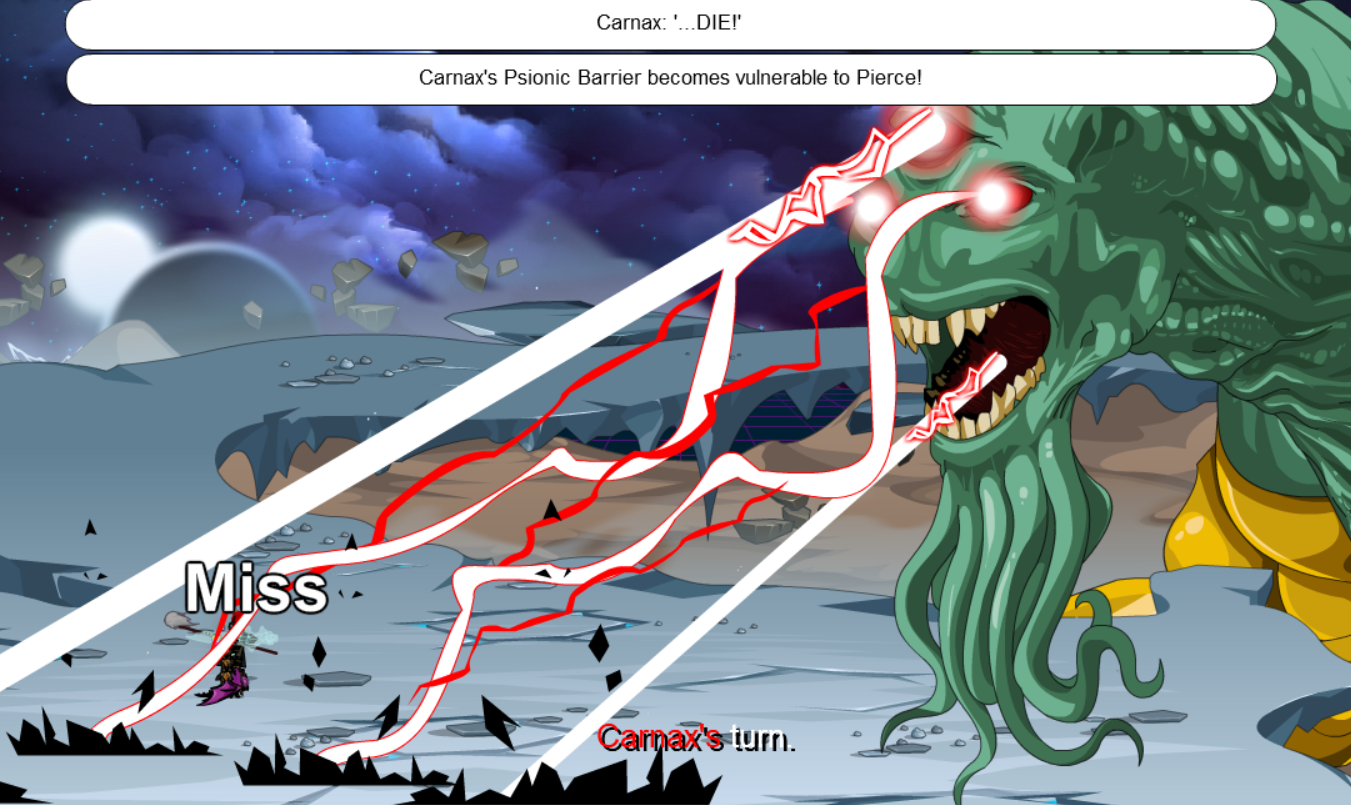 Carnax: '...DIE!'
Carnax's Psionic Barrier becomes vulnerable to Pierce!
Miss
Carnax's turn.